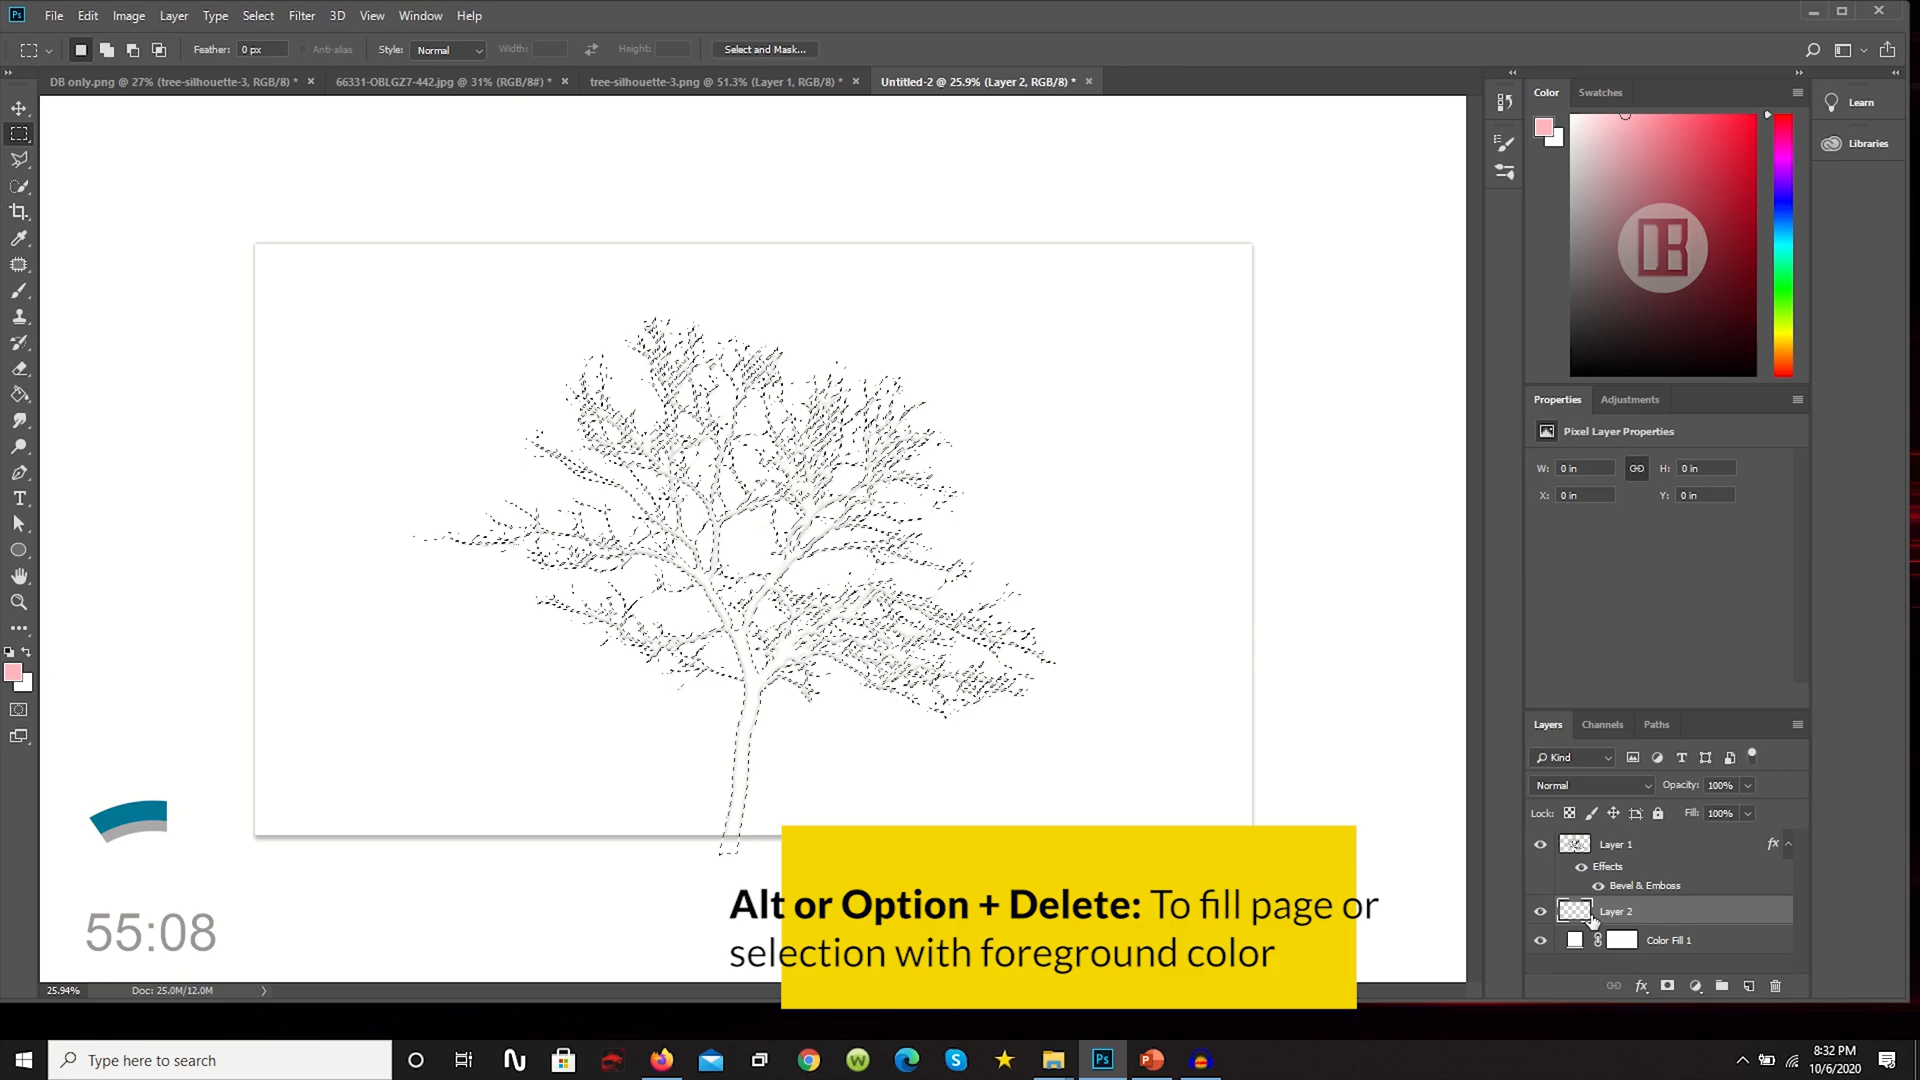 Ps File Edit Image Layer Type Select Filter 3D View Window Help
Feather: 0 px Anti-alias Style: Normal Width: Height: Select and Mask...
DB only.png @ 27% (tree-silhouette-3, RGB/8) * 66331-OBLGZ7-442.jpg @ 31% (RGB/8#) * tree-silhouette-3.png @ 51.3% (Layer 1, RGB/8) * Untitled-2 @ 25.9% (Layer 2, RGB/8) *
Color Swatches
Learn
Libraries
Properties Adjustments
Pixel Layer Properties
W: 0 in H: 0 in
X: 0 in Y: 0 in
Layers Channels Paths
Kind
Normal Opacity: 100%
Lock: Fill: 100%
Layer 1 fx
Effects
Bevel & Emboss
Layer 2
Color Fill 1
55:08
Alt or Option + Delete: To fill page or
selection with foreground color
25.94% Doc: 25.0M/12.0M
Type here to search
8:32 PM
10/6/2020